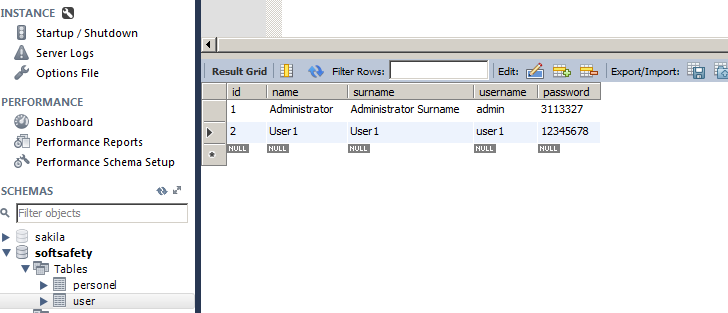 INSTANCE
Startup / Shutdown
Server Logs
Options File
PERFORMANCE
Dashboard
Performance Reports
Performance Schema Setup
SCHEMAS
Filter objects
sakila
softsafety
Tables
personel
user
Result Grid Filter Rows: Edit: Export/Import:
id name surname username password
1 Administrator Administrator Surname admin 3113327
2 User1 User1 user1 12345678
NULL NULL NULL NULL NULL